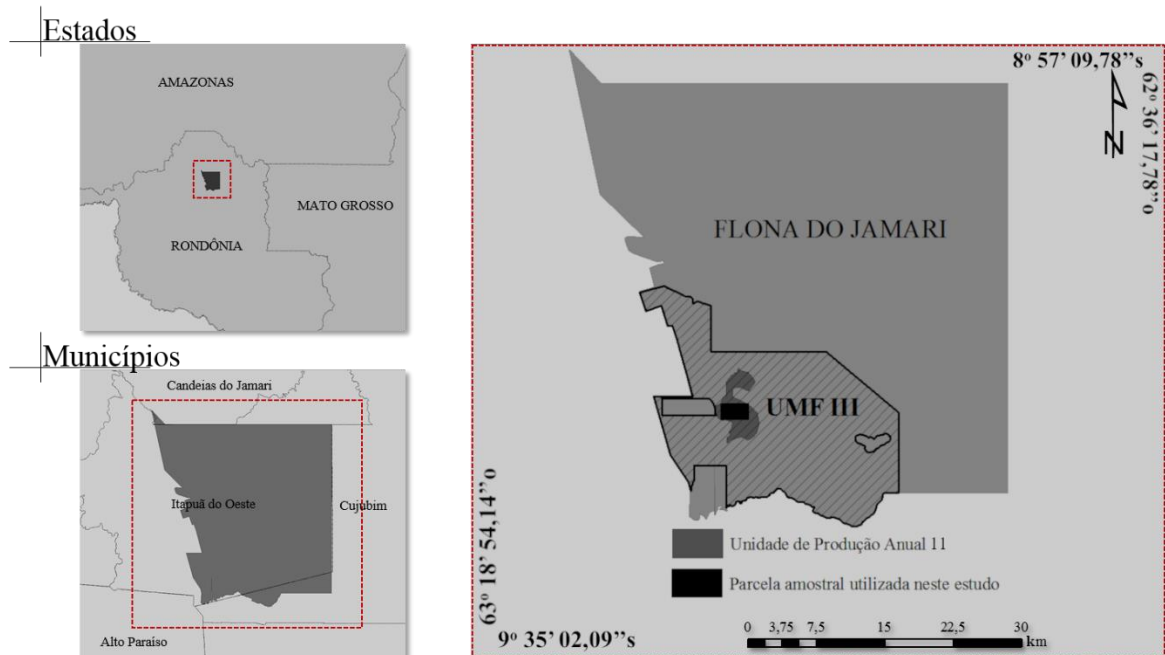 Estados
AMAZONAS
MATO GROSSO
RONDÔNIA
Municípios
Candeias do Jamari
Itapuã do Oeste
Cujubim
Alto Paraíso
8º 57’ 09,78’’s
62º 36’ 17,78’’o
N
FLONA DO JAMARI
UMF III
63º 18’ 54,14’’o
Unidade de Produção Anual 11
Parcela amostral utilizada neste estudo
9º 35’ 02,09’’s
0 3,75 7,5 15 22,5 30
km